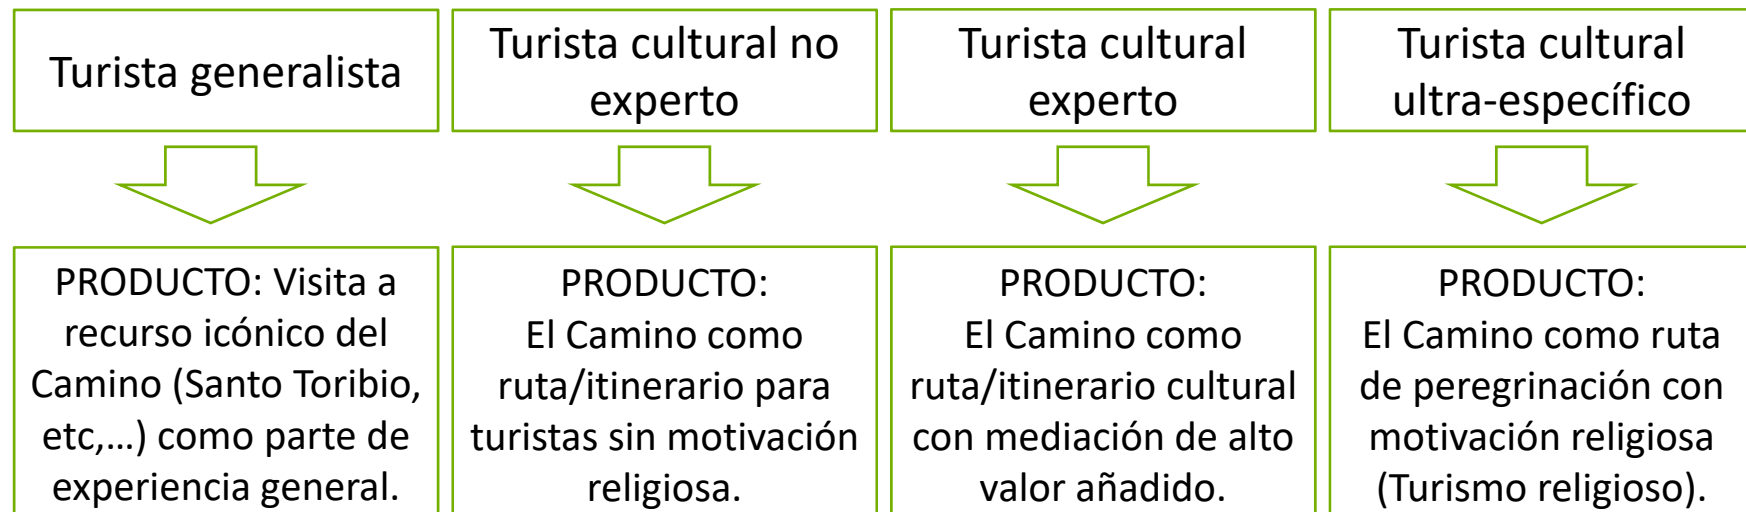 Turista generalista
Turista cultural no
experto
Turista cultural
experto
Turista cultural
ultra-específico
PRODUCTO: Visita a
recurso icónico del
Camino (Santo Toribio,
etc,...) como parte de
experiencia general.
PRODUCTO:
El Camino como
ruta/itinerario para
turistas sin motivación
religiosa.
PRODUCTO:
El Camino como
ruta/itinerario cultural
con mediación de alto
valor añadido.
PRODUCTO:
El Camino como ruta
de peregrinación con
motivación religiosa
(Turismo religioso).